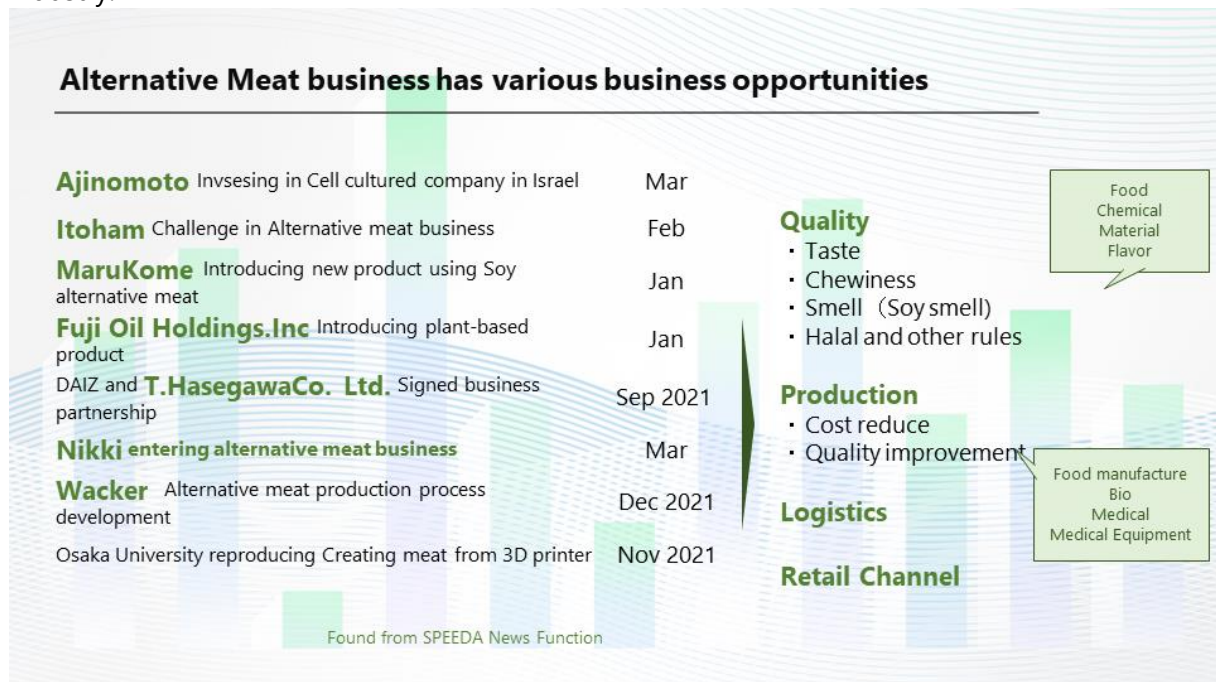 Alternative Meat business has various business opportunities
Ajinomoto Invsesing in Cell cultured company in Israel Mar
Itoham Challenge in Alternative meat business Feb
MaruKome Introducing new product using Soy
alternative meat
Jan
Fuji Oil Holdings.Inc Introducing plant-based
product
Jan
DAIZ and T.HasegawaCo. Ltd. Signed business
partnership
Sep 2021
Nikki entering alternative meat business Mar
Wacker Alternative meat production process
development
Dec 2021
Osaka University reproducing Creating meat from 3D printer Nov 2021
Found from SPEEDA News Function
Quality
・Taste
・Chewiness
・Smell（Soy smell)
・Halal and other rules
Production
・Cost reduce
・Quality improvement
Logistics
Retail Channel
Food
Chemical
Material
Flavor
Food manufacture
Bio
Medical
Medical Equipment